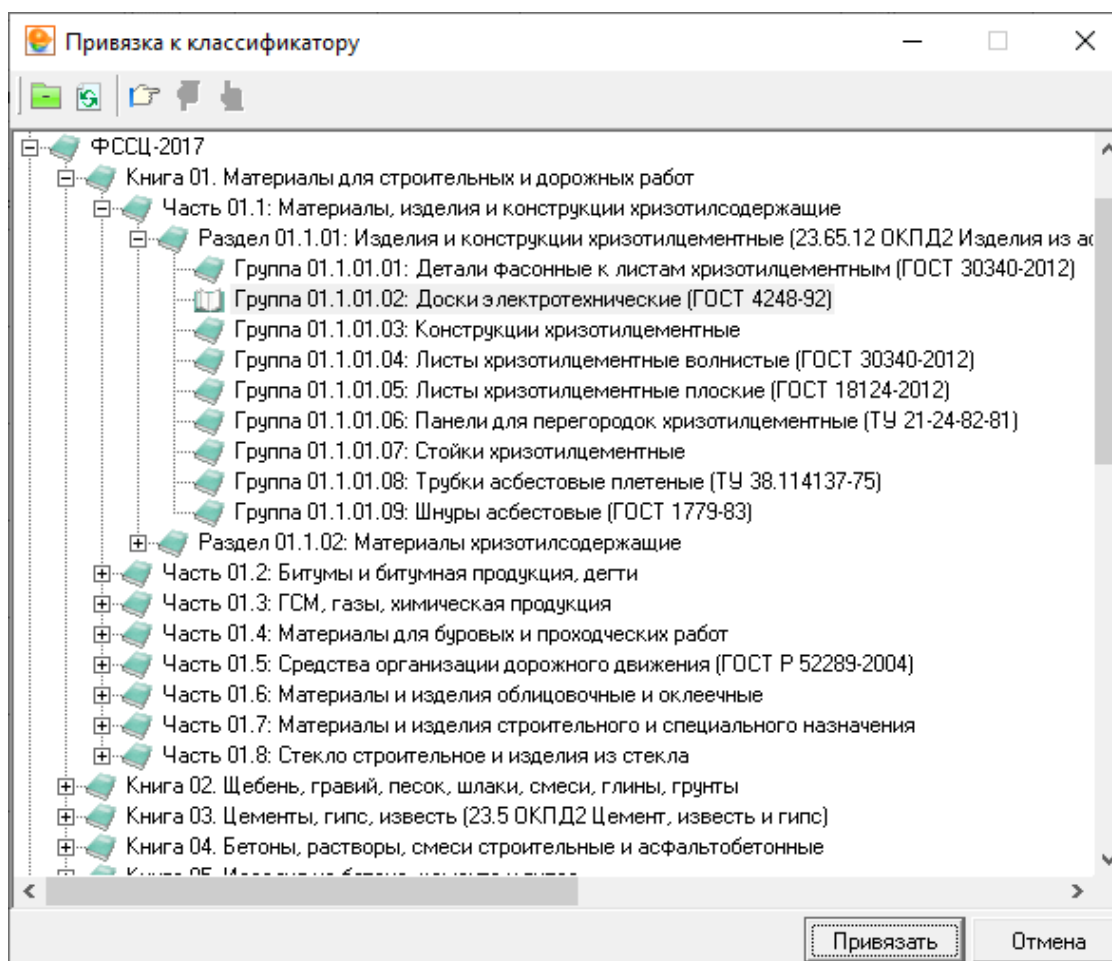 Привязка к классификатору
ФССЦ-2017
Книга 01. Материалы для строительных и дорожных работ
Часть 01.1: Материалы, изделия и конструкции хризотилсодержащие
Раздел 01.1.01: Изделия и конструкции хризотилцементные (23.65.12 ОКПД2 Изделия из ас
Группа 01.1.01.01: Детали фасонные к листам хризотилцементным (ГОСТ 30340-2012)
Группа 01.1.01.02: Доски электротехнические (ГОСТ 4248-92)
Группа 01.1.01.03: Конструкции хризотилцементные
Группа 01.1.01.04: Листы хризотилцементные волнистые (ГОСТ 30340-2012)
Группа 01.1.01.05: Листы хризотилцементные плоские (ГОСТ 18124-2012)
Группа 01.1.01.06: Панели для перегородок хризотилцементные (ТУ 21-24-82-81)
Группа 01.1.01.07: Стойки хризотилцементные
Группа 01.1.01.08: Трубки асбестовые плетеные (ТУ 38.114137-75)
Группа 01.1.01.09: Шнуры асбестовые (ГОСТ 1779-83)
Раздел 01.1.02: Материалы хризотилсодержащие
Часть 01.2: Битумы и битумная продукция, дегти
Часть 01.3: ГСМ, газы, химическая продукция
Часть 01.4: Материалы для буровых и проходческих работ
Часть 01.5: Средства организации дорожного движения (ГОСТ Р 52289-2004)
Часть 01.6: Материалы и изделия облицовочные и оклеечные
Часть 01.7: Материалы и изделия строительного и специального назначения
Часть 01.8: Стекло строительное и изделия из стекла
Книга 02. Щебень, гравий, песок, шлаки, смеси, глины, грунты
Книга 03. Цементы, гипс, известь (23.5 ОКПД2 Цемент, известь и гипс)
Книга 04. Бетоны, растворы, смеси строительные и асфальтобетонные
Привязать
Отмена